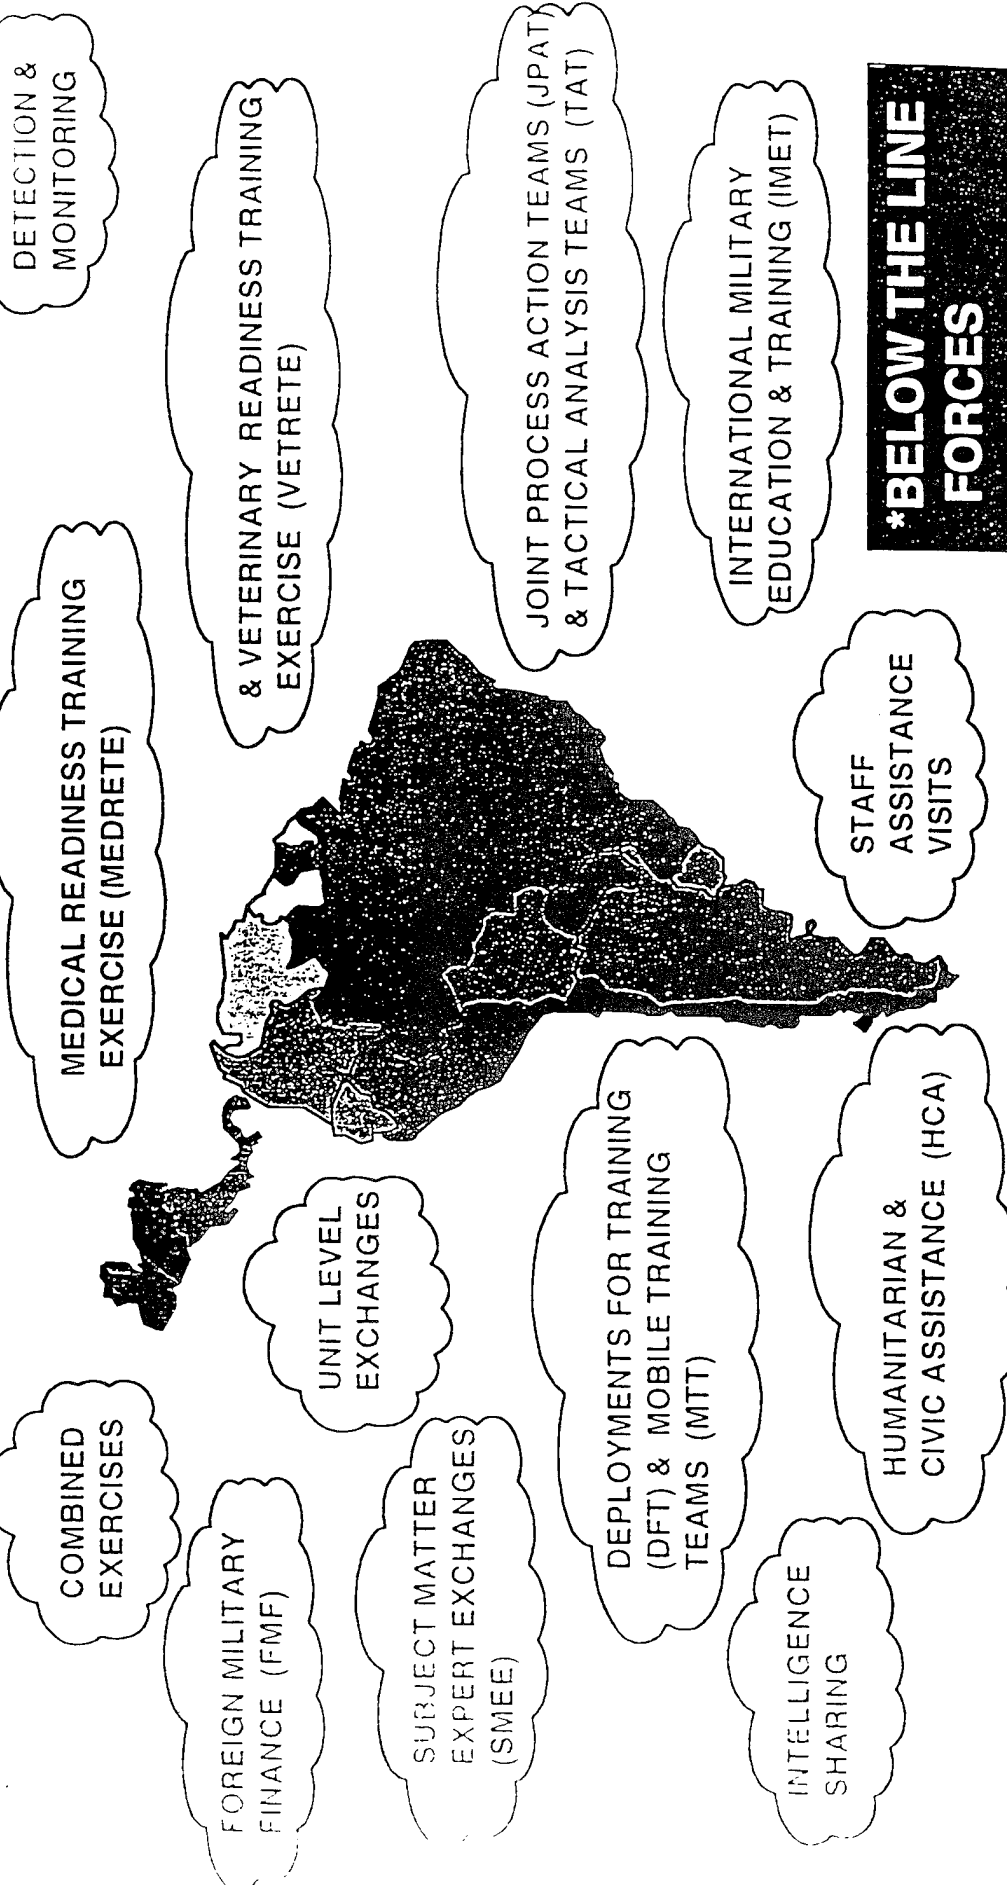 COMBINED
EXERCISES
MEDICAL READINESS TRAINING
EXERCISE (MEDRETE)
DETECTION &
MONITORING
FOREIGN MILITARY
FINANCE (FMF)
UNIT LEVEL
EXCHANGES
& VETERINARY READINESS TRAINING
EXERCISE (VETRETE)
SUBJECT MATTER
EXPERT EXCHANGES
(SMEE)
JOINT PROCESS ACTION TEAMS (JPAT)
& TACTICAL ANALYSIS TEAMS (TAT)
DEPLOYMENTS FOR TRAINING
(DFT) & MOBILE TRAINING
TEAMS (MTT)
INTERNATIONAL MILITARY
EDUCATION & TRAINING (IMET)
INTELLIGENCE
SHARING
HUMANITARIAN &
CIVIC ASSISTANCE (HCA)
STAFF
ASSISTANCE
VISITS
*BELOW THE LINE
FORCES